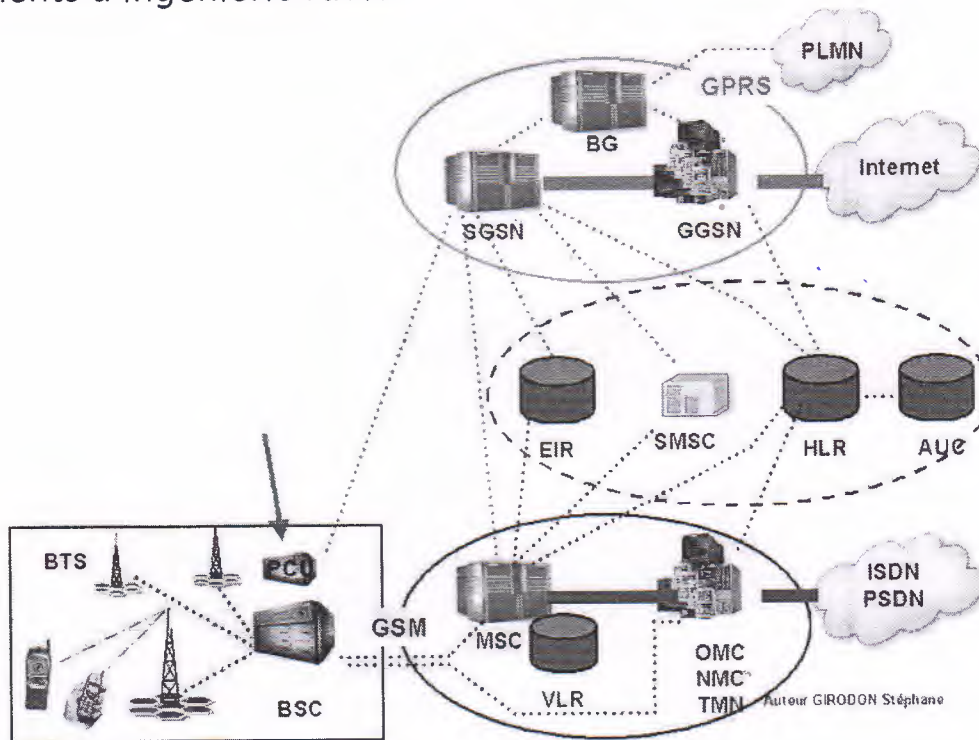 PLMN
GPRS
BG
Internet
SGSN
GGSN
EIR
SMSC
HLR
AUC
BTS
PCU
GSM
MSC
ISDN
PSDN
BSC
VLR
OMC
NMC
TMN
Auteur GIRODON Stéphane